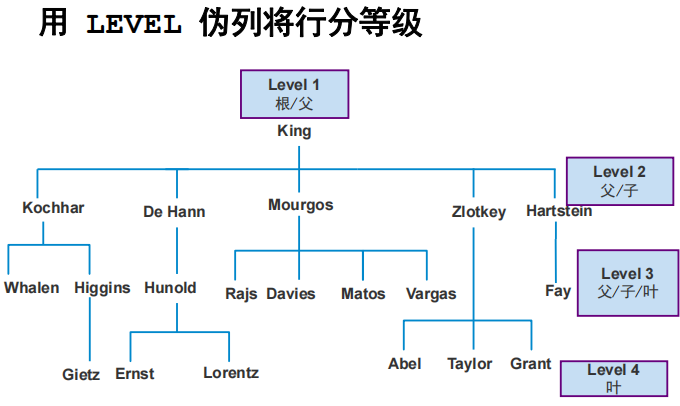 用 LEVEL 伪列将行分等级
Level 1
根/父
King
Level 2
父/子
Kochhar
De Hann
Mourgos
Zlotkey
Hartstein
Level 3
父/子/叶
Whalen
Higgins
Hunold
Rajs
Davies
Matos
Vargas
Fay
Abel
Taylor
Grant
Level 4
叶
Gietz
Ernst
Lorentz